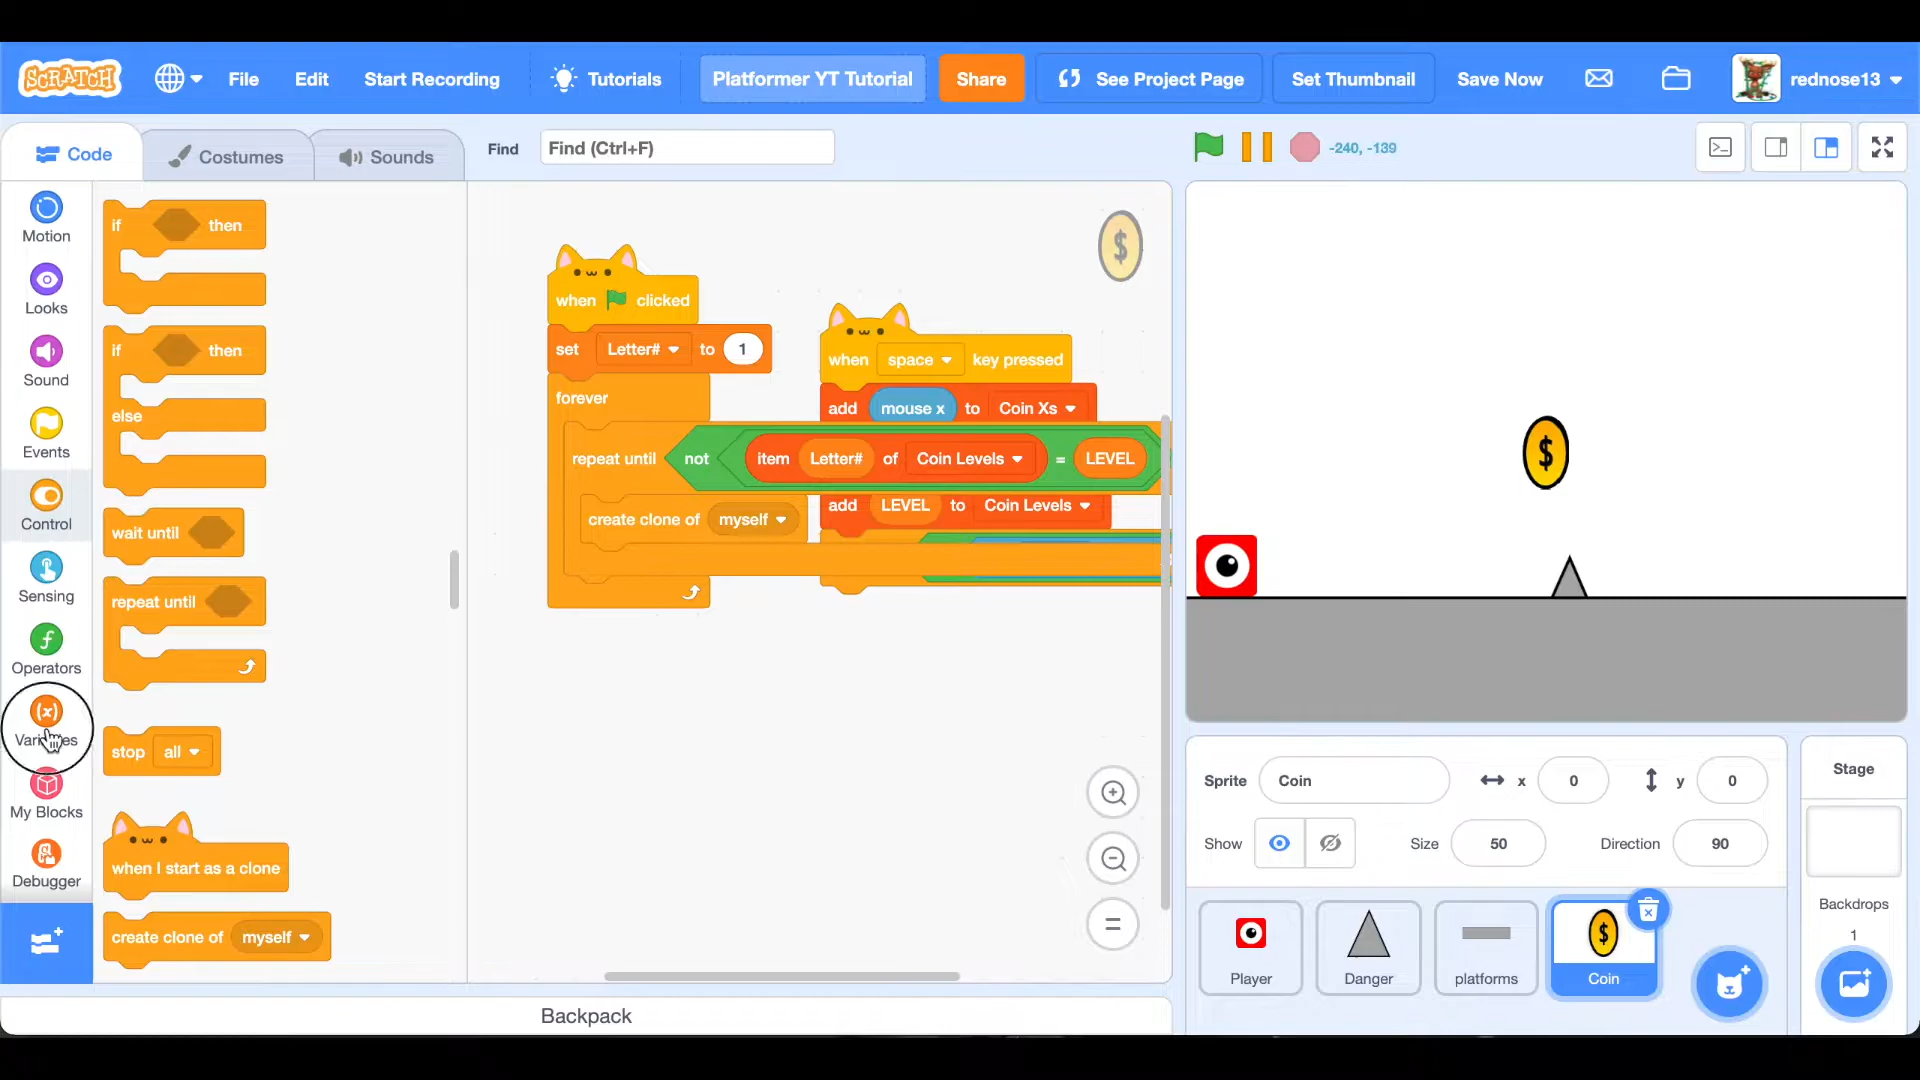 SCRATCH File Edit Start Recording Tutorials Platformer YT Tutorial Share See Project Page Set Thumbnail Save Now rednose13
Code Costumes Sounds Find Find (Ctrl+F) -240, -139
Motion
Looks
Sound
Events
Control
Sensing
Operators
Variables
My Blocks
Debugger
if then
if then
else
wait until
repeat until
stop all
when I start as a clone
create clone of myself
when clicked
set Letter# to 1
forever
repeat until not item Letter# of Coin Levels = LEVEL
create clone of myself
when space key pressed
add mouse x to Coin Xs
add LEVEL to Coin Levels
$
$
Backpack
Sprite Coin x 0 y 0
Show Size 50 Direction 90
Player
Danger
platforms
$
Coin
Stage
Backdrops
1